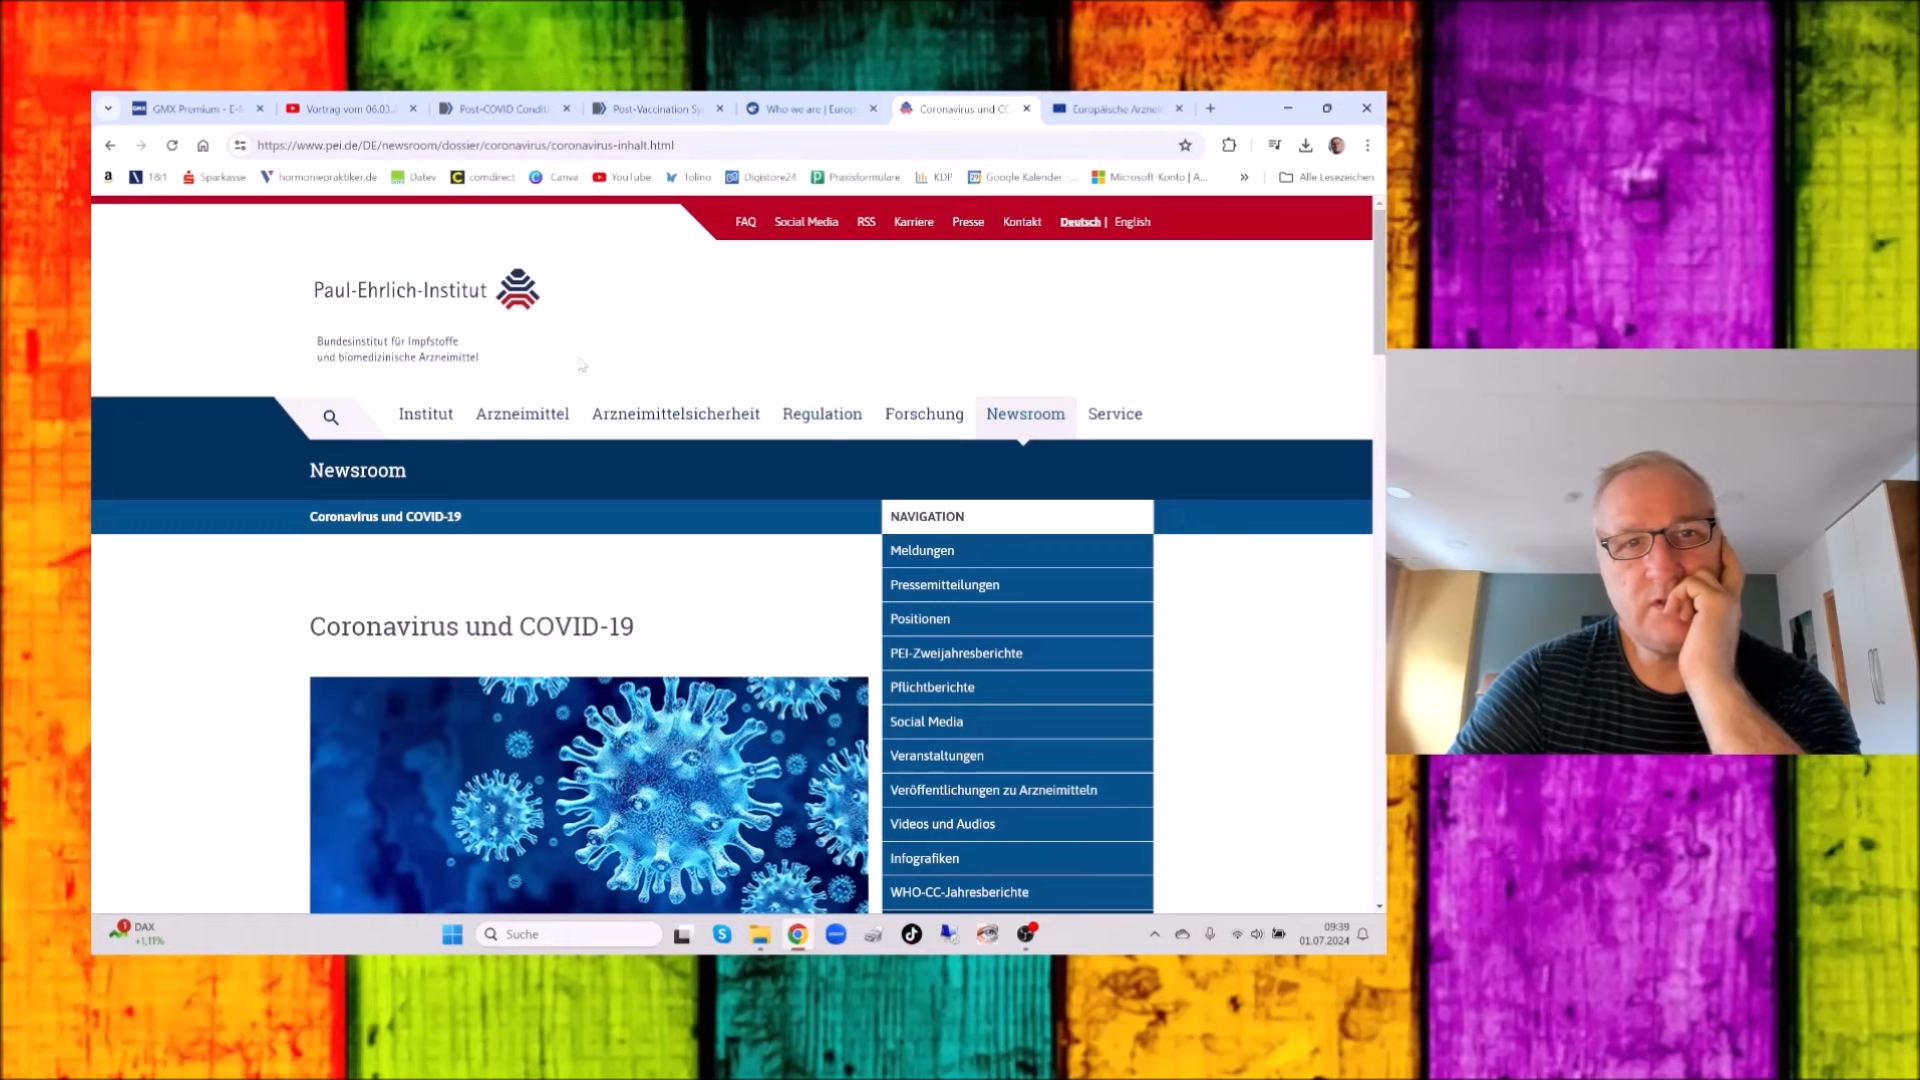 GMX Premium - E-M
Vortrag vom 06.03.2
Post-COVID Conditi
Post-Vaccination Sy
Who we are | Europ
Coronavirus und CO
Europäische Arznei
https://www.pei.de/DE/newsroom/dossier/coronavirus/coronavirus-inhalt.html
1&1
Sparkasse
hormoniepraktiker.de
Datev
comdirect
Canva
YouTube
Tolino
Digistore24
Praxisformulare
KDP
Google Kalender -...
Microsoft-Konto | A...
Alle Lesezeichen
FAQ
Social Media
RSS
Karriere
Presse
Kontakt
Deutsch |
English
Paul-Ehrlich-Institut
Bundesinstitut für Impfstoffe
und biomedizinische Arzneimittel
Institut
Arzneimittel
Arzneimittelsicherheit
Regulation
Forschung
Newsroom
Service
Newsroom
Coronavirus und COVID-19
NAVIGATION
Meldungen
Pressemitteilungen
Positionen
PEI-Zweijahresberichte
Pflichtberichte
Social Media
Veranstaltungen
Veröffentlichungen zu Arzneimitteln
Videos und Audios
Infografiken
WHO-CC-Jahresberichte
Coronavirus und COVID-19
1
DAX
+1,11%
Suche
09:39
01.07.2024